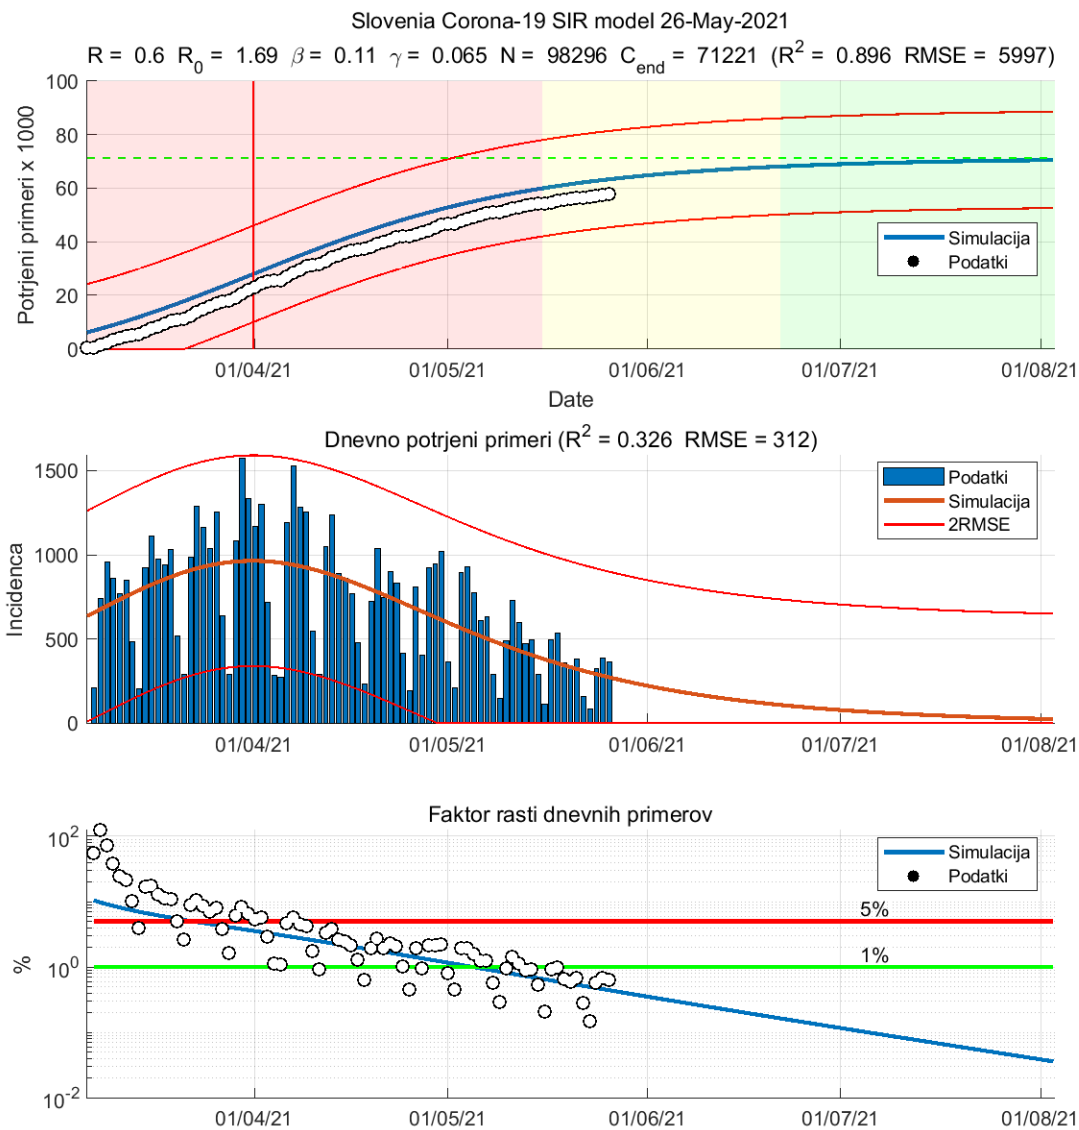 Slovenia Corona-19 SIR model 26-May-2021
R = 0.6 R0 = 1.69 β = 0.11 γ = 0.065 N = 98296 Cend = 71221 (R2 = 0.896 RMSE = 5997)
Potrjeni primeri x 1000
100
80
60
40
20
0
Simulacija
Podatki
01/04/21 01/05/21 01/06/21 01/07/21 01/08/21
Date
Dnevno potrjeni primeri (R2 = 0.326 RMSE = 312)
Incidenca
1500
1000
500
0
Podatki
Simulacija
2RMSE
01/04/21 01/05/21 01/06/21 01/07/21 01/08/21
Faktor rasti dnevnih primerov
%
10^2
10^0
10^-2
Simulacija
Podatki
5%
1%
01/04/21 01/05/21 01/06/21 01/07/21 01/08/21